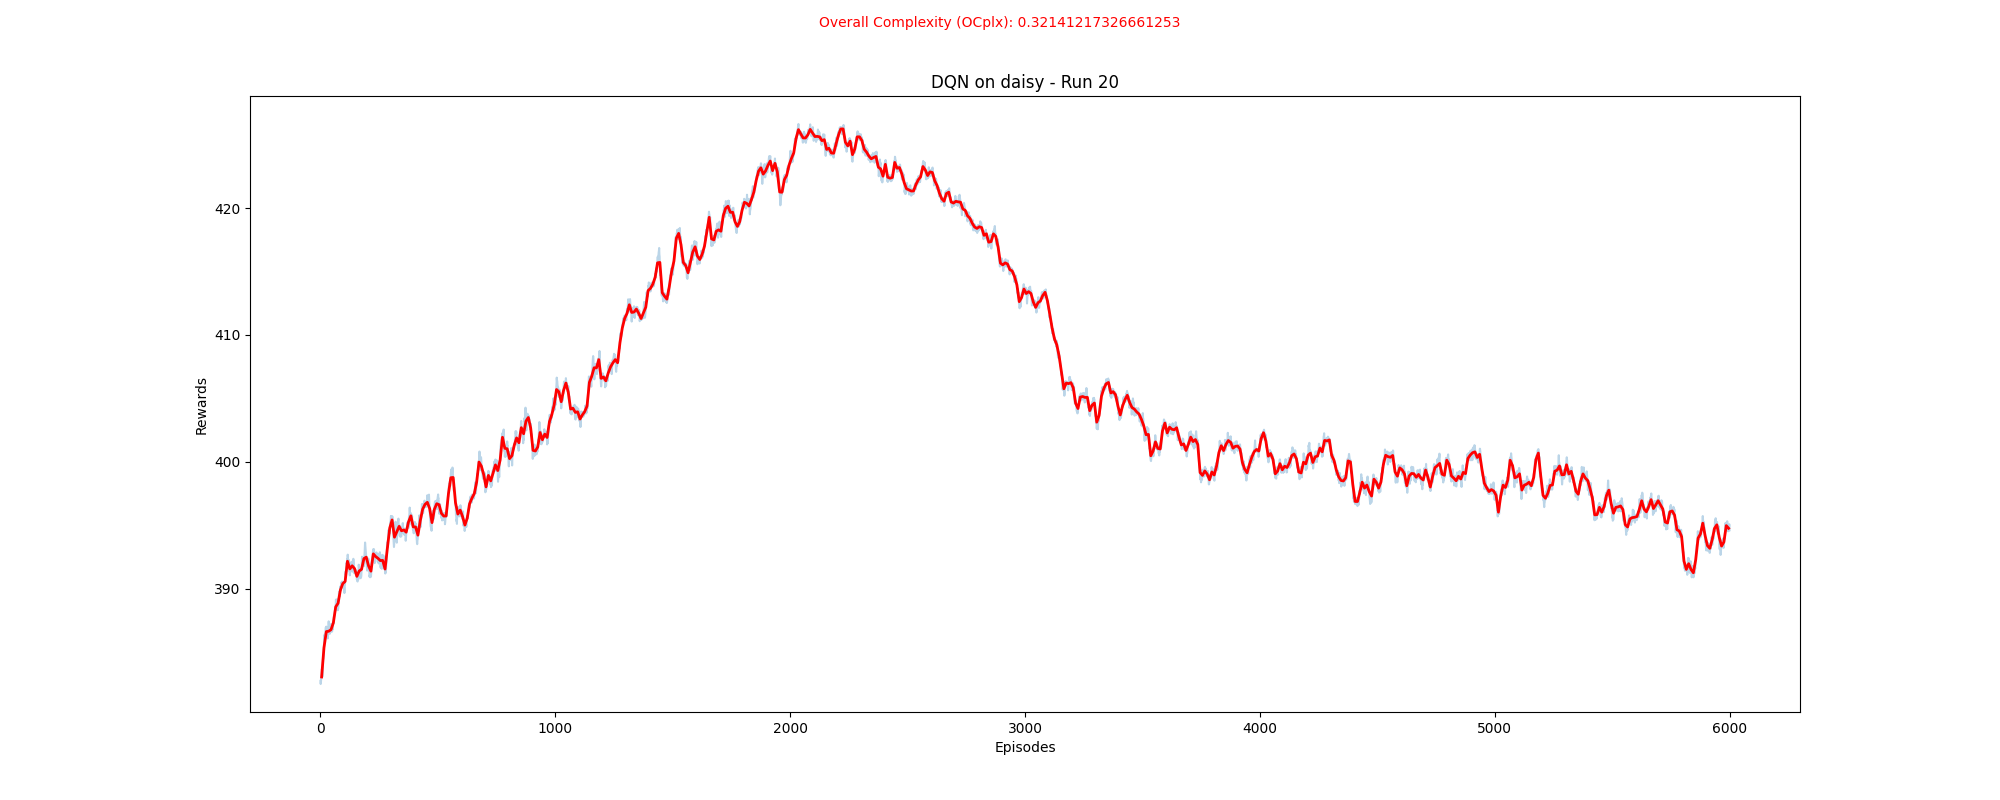 Overall Complexity (OCplx): 0.32141217326661253
DQN on daisy - Run 20
420
410
400
390
Rewards
0 1000 2000 3000 4000 5000 6000
Episodes